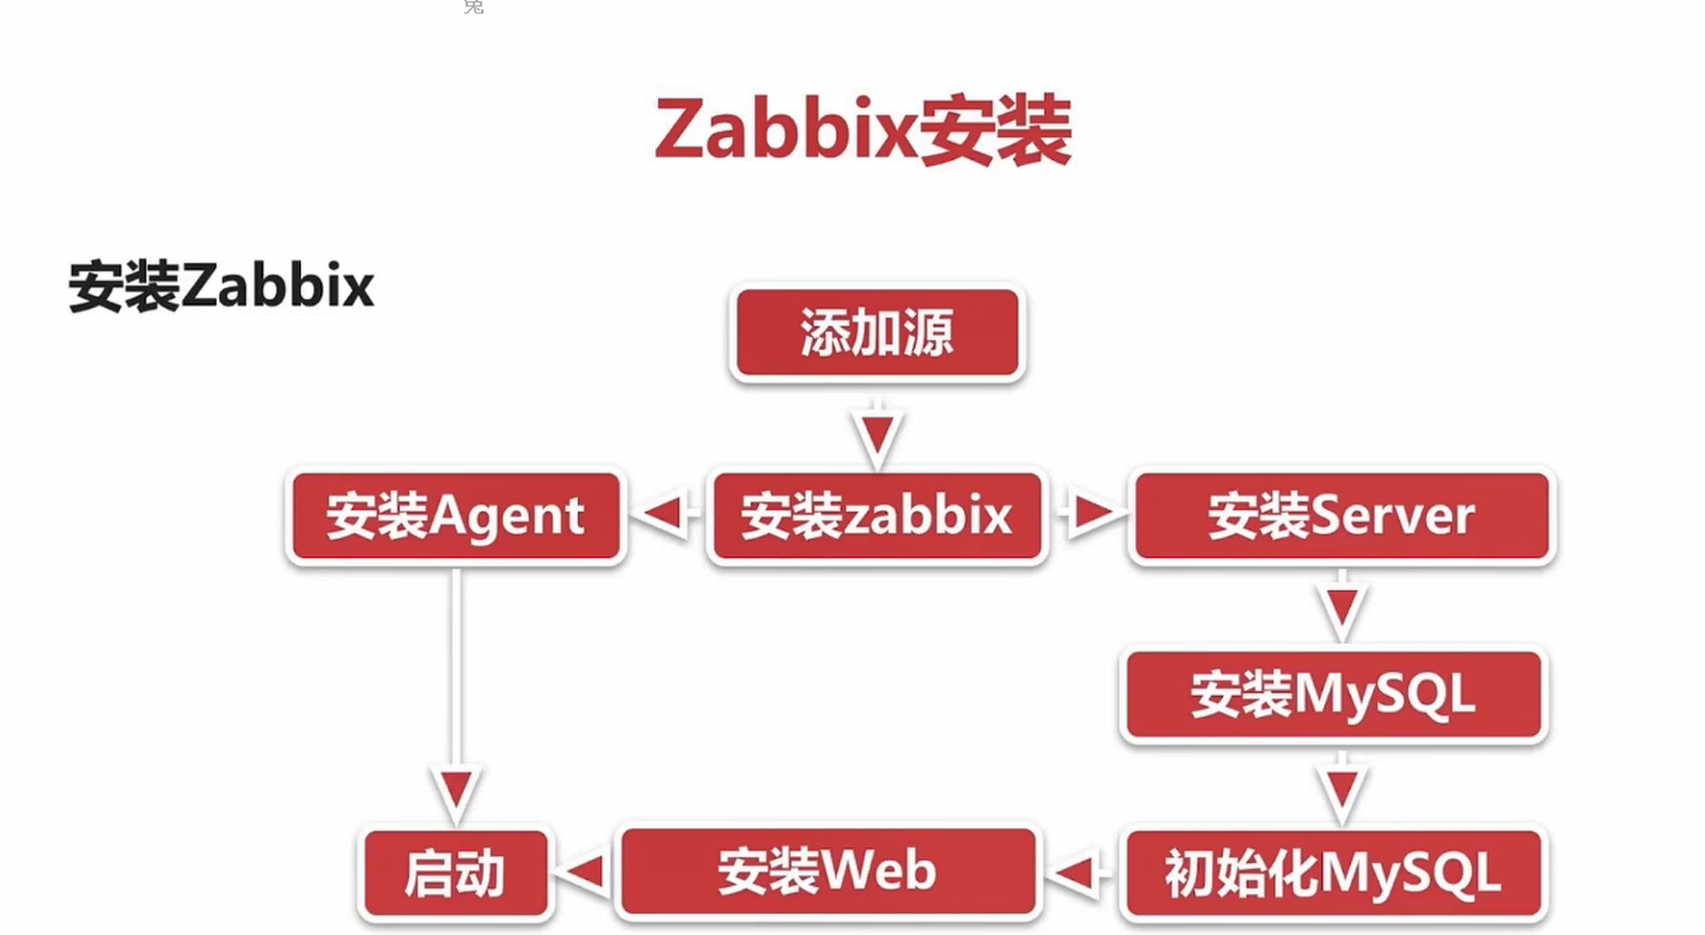 Zabbix安装
安装Zabbix
添加源
安装Agent
安装zabbix
安装Server
安装MySQL
启动
安装Web
初始化MySQL